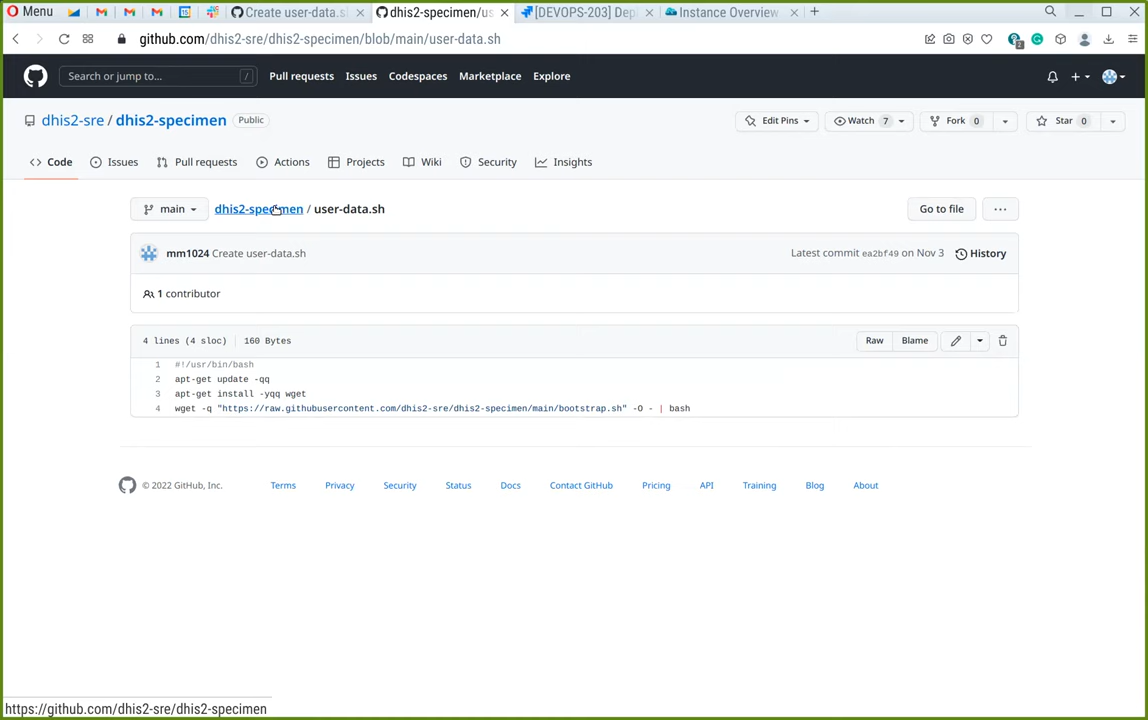 Menu
15
Create user-data.sh
dhis2-specimen/us
[DEVOPS-203] Dep
Instance Overview
github.com/dhis2-sre/dhis2-specimen/blob/main/user-data.sh
2
Search or jump to...
/
Pull requests
Issues
Codespaces
Marketplace
Explore
dhis2-sre / dhis2-specimen
Public
Edit Pins
Watch 7
Fork 0
Star 0
Code
Issues
Pull requests
Actions
Projects
Wiki
Security
Insights
main
dhis2-specimen / user-data.sh
Go to file
mm1024 Create user-data.sh
Latest commit ea2bf49 on Nov 3
History
1 contributor
4 lines (4 sloc)
160 Bytes
Raw
Blame
1 #!/usr/bin/bash
2 apt-get update -qq
3 apt-get install -yqq wget
4 wget -q "https://raw.githubusercontent.com/dhis2-sre/dhis2-specimen/main/bootstrap.sh" -O - | bash
© 2022 GitHub, Inc.
Terms
Privacy
Security
Status
Docs
Contact GitHub
Pricing
API
Training
Blog
About
https://github.com/dhis2-sre/dhis2-specimen